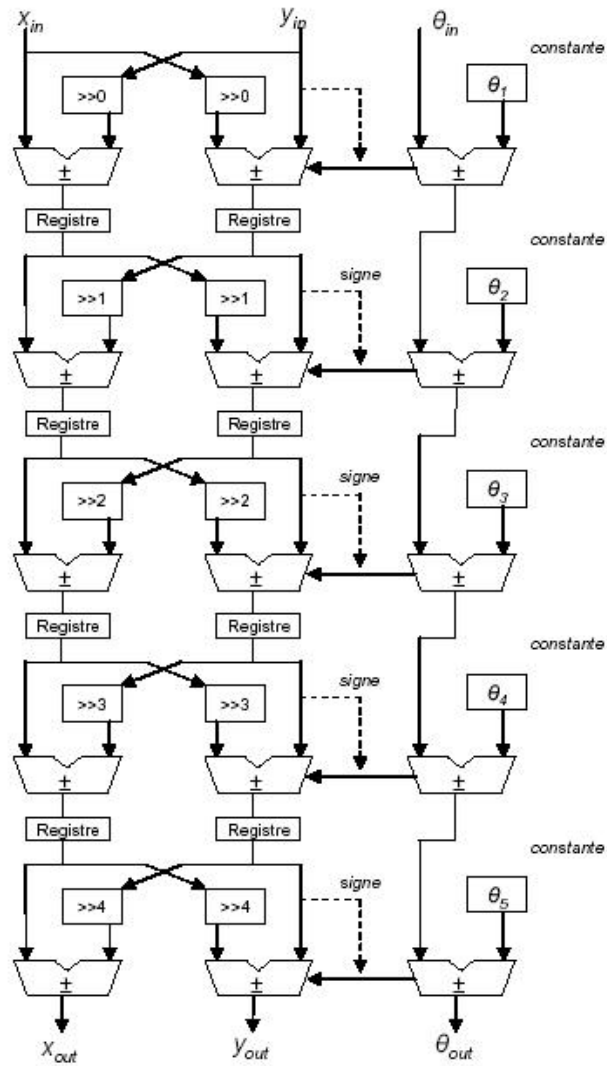 x_in y_in θ_in
constante
>>0 >>0 θ_1
± ± ±
Registre Registre
constante
signe
>>1 >>1 θ_2
± ± ±
Registre Registre
constante
signe
>>2 >>2 θ_3
± ± ±
Registre Registre
constante
signe
>>3 >>3 θ_4
± ± ±
Registre Registre
constante
signe
>>4 >>4 θ_5
± ± ±
x_out y_out θ_out